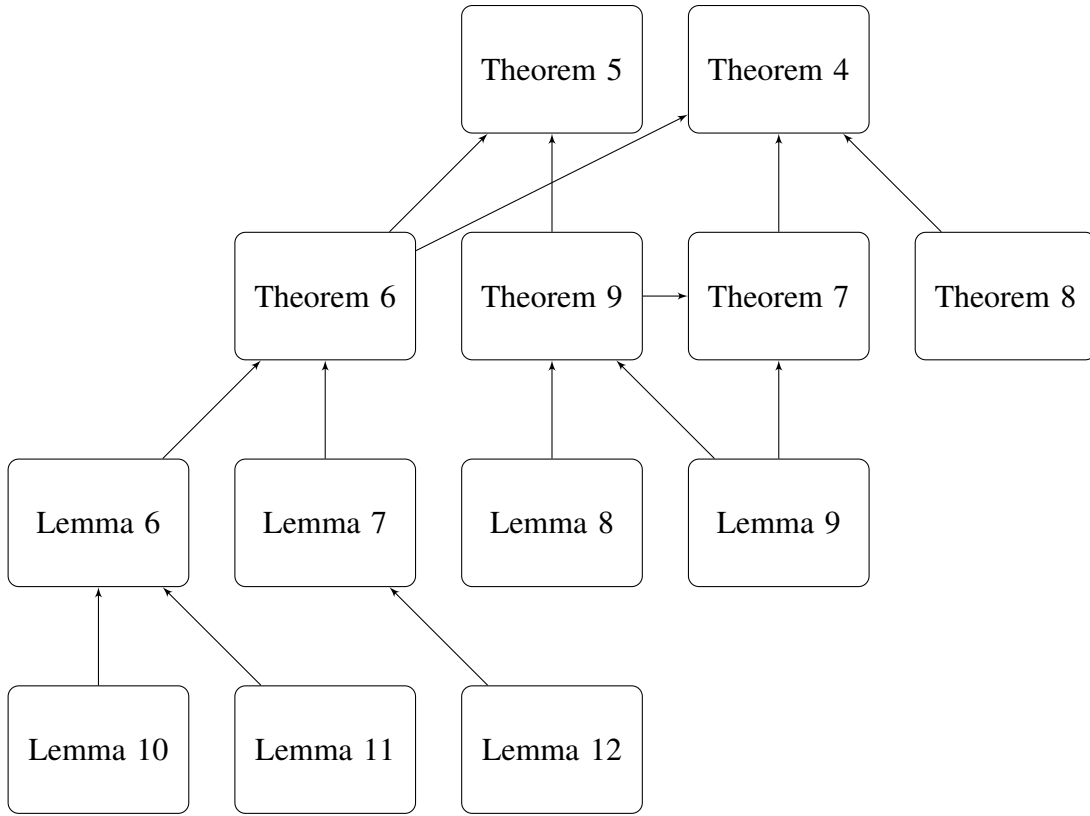 Theorem 5
Theorem 4
Theorem 6
Theorem 9
Theorem 7
Theorem 8
Lemma 6
Lemma 7
Lemma 8
Lemma 9
Lemma 10
Lemma 11
Lemma 12